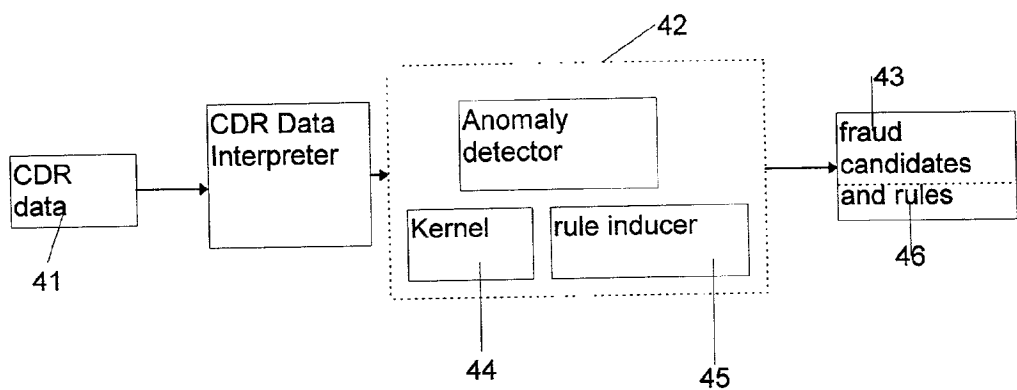 42
43
CDR Data
Interpreter
Anomaly
detector
fraud
candidates
and rules
CDR
data
Kernel
rule inducer
46
41
44
45